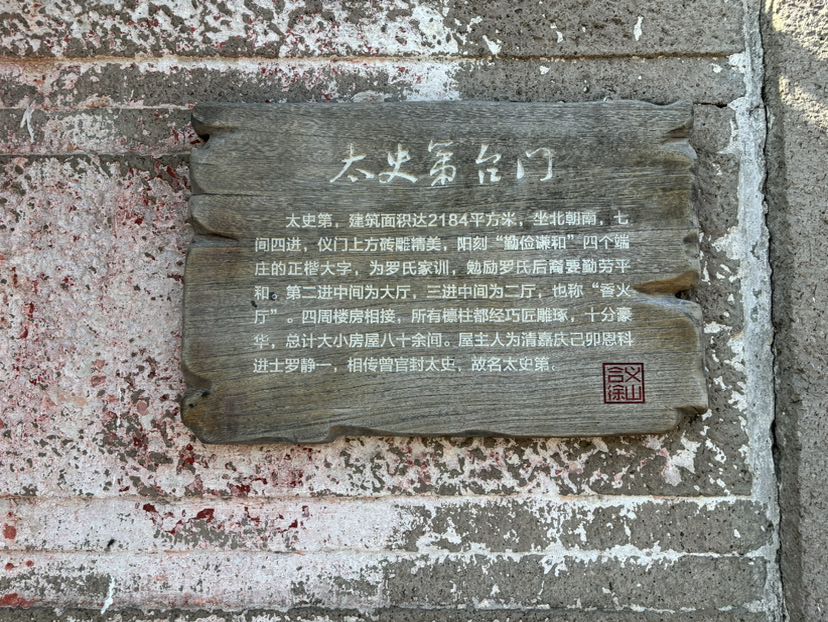 太史第台门
太史第，建筑面积达2184平方米，坐北朝南，七
间四进，仪门上方砖雕精美，阳刻“勤俭谦和”四个端
庄的正楷大字，为罗氏家训，勉励罗氏后裔要勤劳平
和。第二进中间为大厅，三进中间为二厅，也称“香火
厅”。四周楼房相接，所有檩柱都经巧匠雕琢，十分豪
华，总计大小房屋八十余间。屋主人为清嘉庆己卯恩科
进士罗静一，相传曾官封太史，故名太史第。